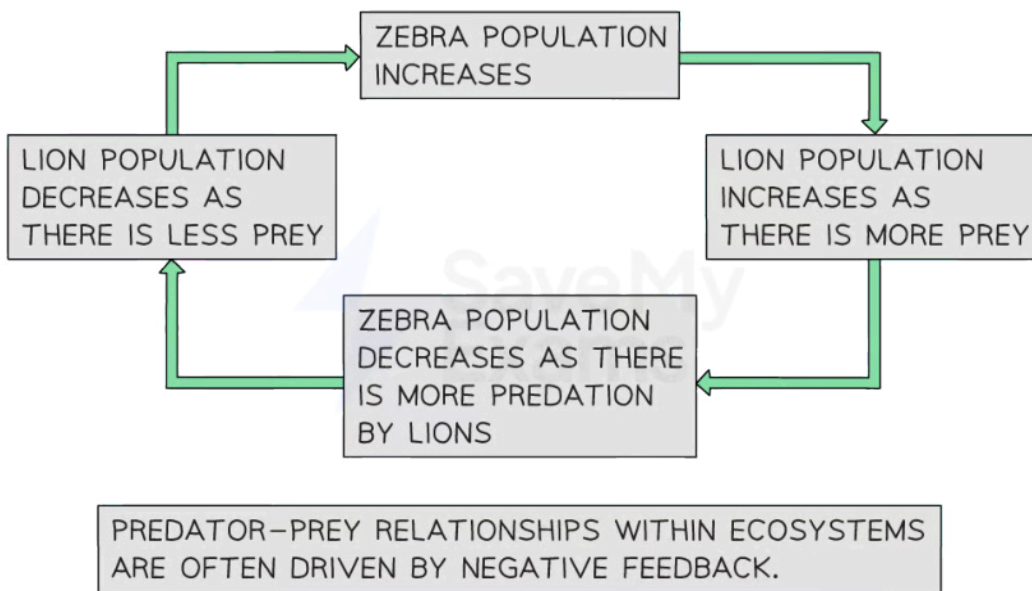 ZEBRA POPULATION
INCREASES
LION POPULATION
DECREASES AS
THERE IS LESS PREY
LION POPULATION
INCREASES AS
THERE IS MORE PREY
SaveMy
Exams
ZEBRA POPULATION
DECREASES AS THERE
IS MORE PREDATION
BY LIONS
PREDATOR–PREY RELATIONSHIPS WITHIN ECOSYSTEMS
ARE OFTEN DRIVEN BY NEGATIVE FEEDBACK.